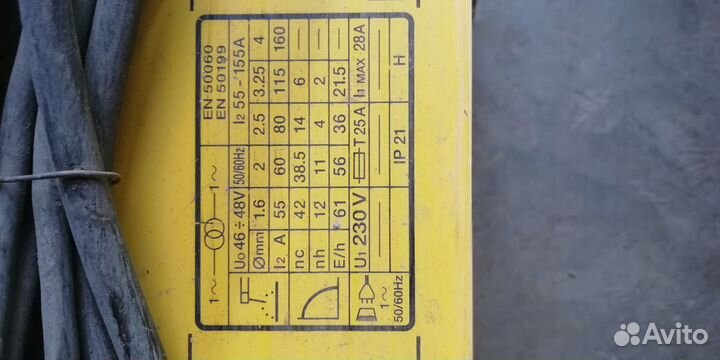 1~ 1~ EN 50060
EN 50199
U0 46 ÷ 48V 50/60Hz I2 55 - 155A
Ømm 1.6 2 2.5 3.25 4
I2 A 55 60 80 115 160
nc 42 38.5 14 6 —
nh 12 11 4 2 —
E/h 61 56 36 21.5 —
1~
50/60Hz
U1 230 V T 25 A I1 MAX 28A
IP 21 H
Avito